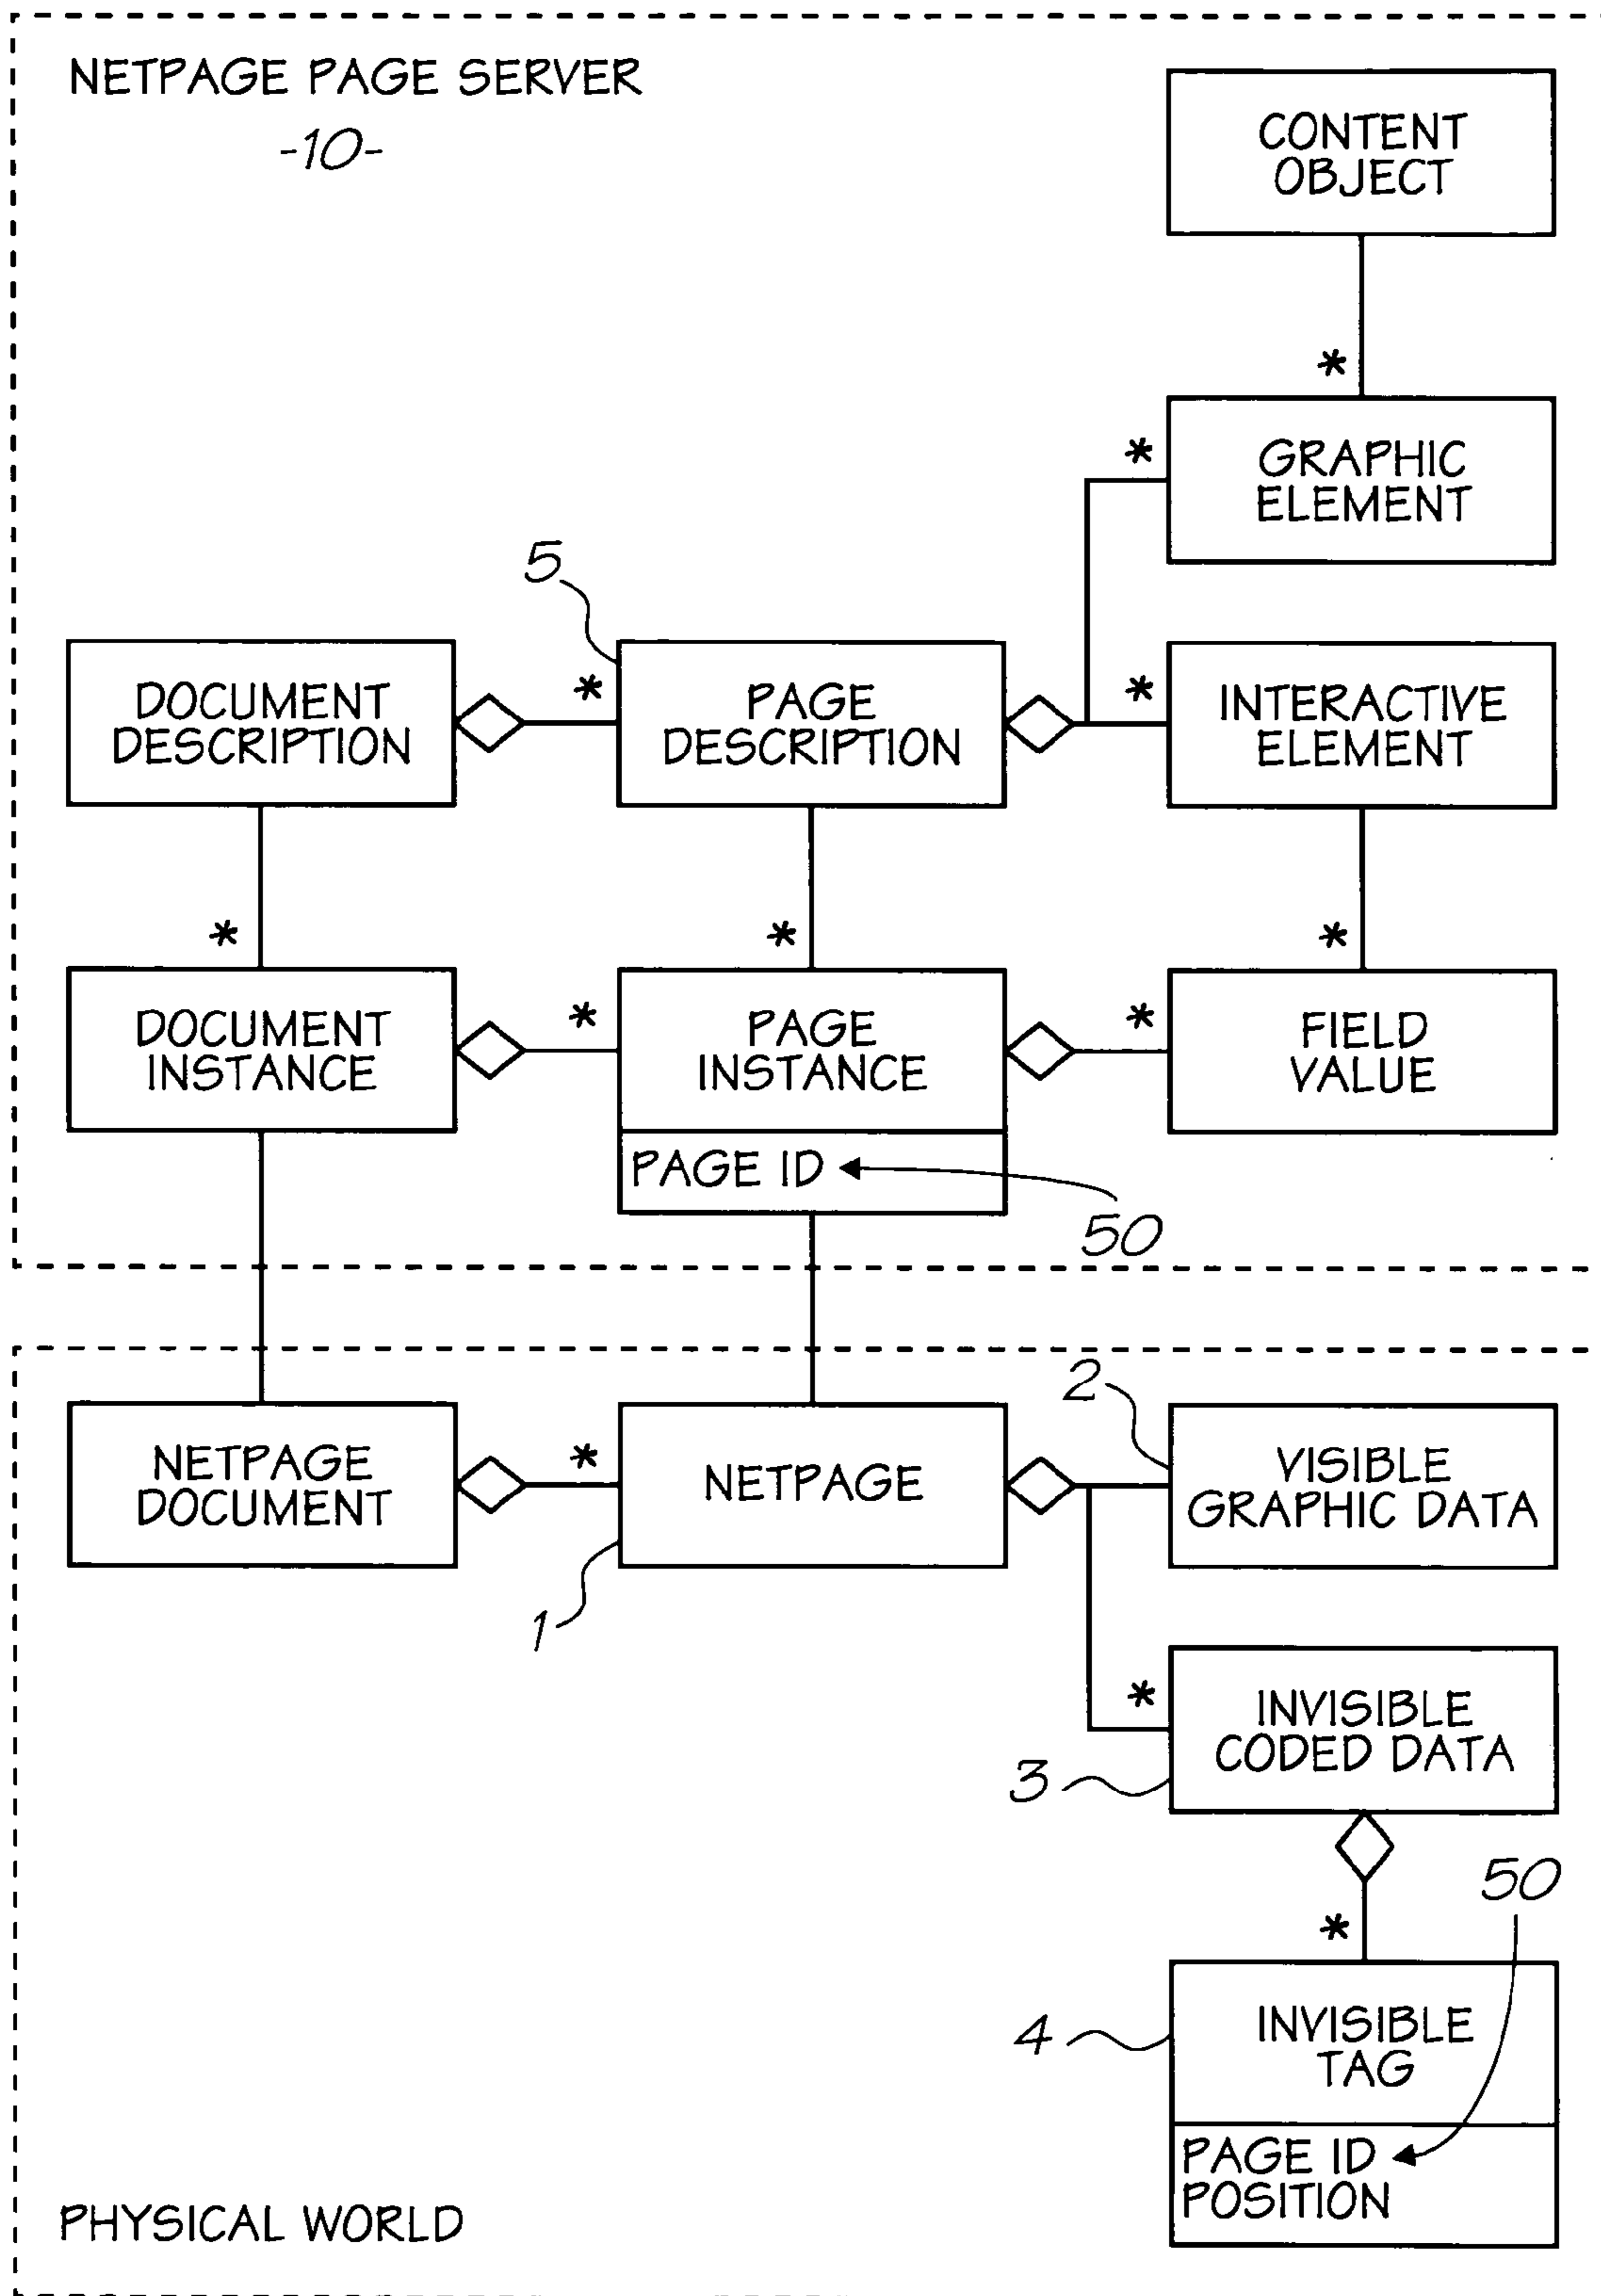 NETPAGE PAGE SERVER
-10-
CONTENT
OBJECT
*
*
GRAPHIC
ELEMENT
5
DOCUMENT
DESCRIPTION
*
PAGE
DESCRIPTION
*
INTERACTIVE
ELEMENT
*
*
*
DOCUMENT
INSTANCE
*
PAGE
INSTANCE
*
FIELD
VALUE
PAGE ID
50
NETPAGE
DOCUMENT
*
NETPAGE
1
2
VISIBLE
GRAPHIC DATA
*
INVISIBLE
CODED DATA
3
*
50
4
INVISIBLE
TAG
PAGE ID
POSITION
PHYSICAL WORLD